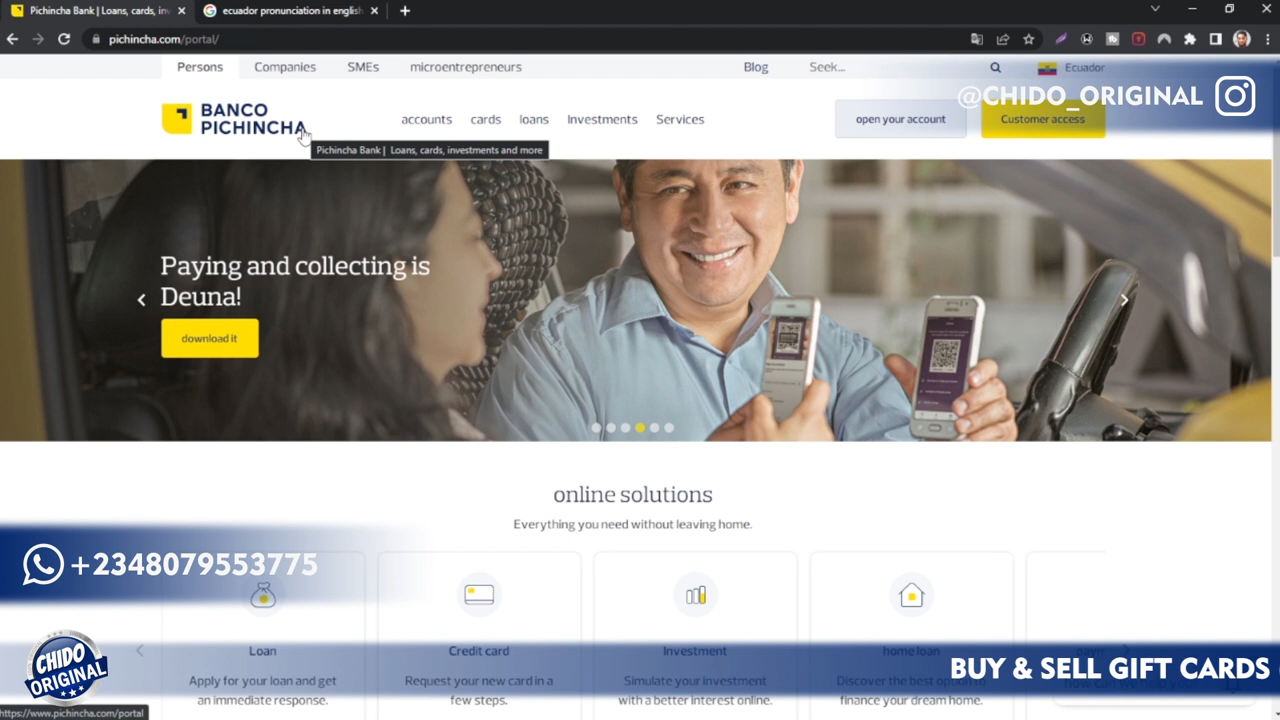 Pichincha Bank | Loans, cards, inv
ecuador pronunciation in english
pichincha.com/portal/
Persons
Companies
SMEs
microentrepreneurs
Blog
Seek...
Ecuador
@CHIDO_ORIGINAL
BANCO
PICHINCHA
accounts
cards
loans
Investments
Services
open your account
Customer access
Pichincha Bank | Loans, cards, investments and more
Paying and collecting is
Deuna!
download it
online solutions
Everything you need without leaving home.
+2348079553775
Loan
Credit card
Investment
home loan
Apply for your loan and get
an immediate response.
Request your new card in a
few steps.
Simulate your investment
with a better interest online.
Discover the best option to
finance your dream home.
CHIDO
ORIGINAL
BUY & SELL GIFT CARDS
https://www.pichincha.com/portal